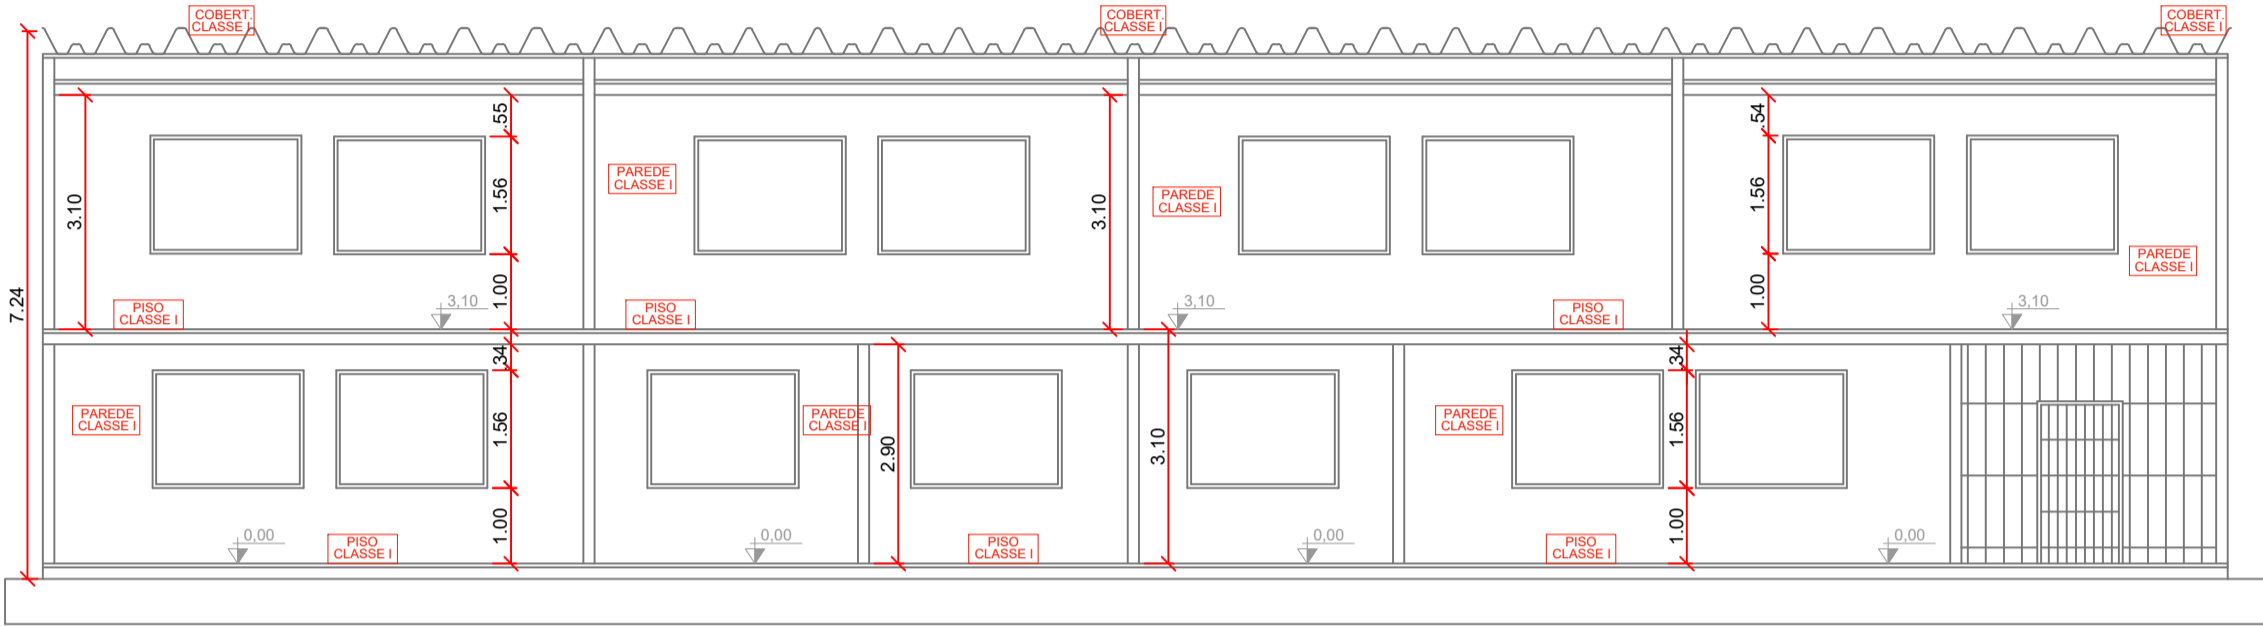 COBERT.
CLASSE I
COBERT.
CLASSE I
COBERT.
CLASSE I
7.24
3.10
.55
1.56
1.00
PAREDE
CLASSE I
3.10
PAREDE
CLASSE I
.54
1.56
1.00
PAREDE
CLASSE I
PISO
CLASSE I
3,10
PISO
CLASSE I
3,10
PISO
CLASSE I
3,10
PAREDE
CLASSE I
.34
1.56
1.00
PAREDE
CLASSE I
2.90
3.10
PAREDE
CLASSE I
.34
1.56
1.00
0,00
PISO
CLASSE I
0,00
PISO
CLASSE I
0,00
PISO
CLASSE I
0,00